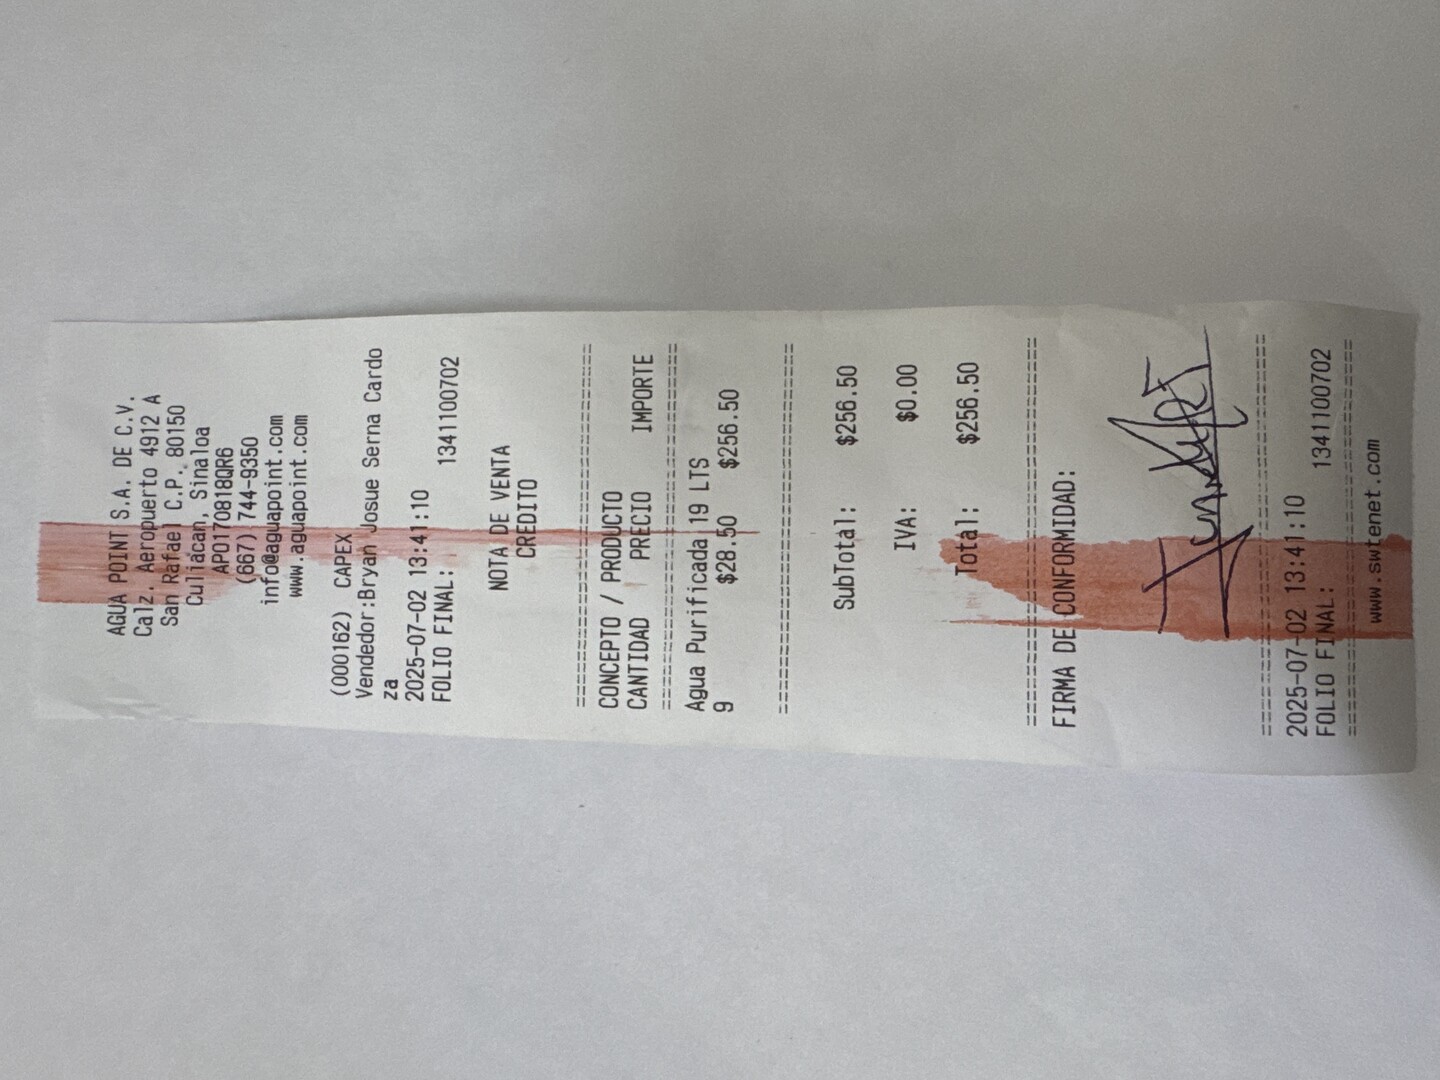 AGUA POINT S.A. DE C.V.
Calz. Aeropuerto 4912 A
San Rafael C.P. 80150
Culiácan, Sinaloa
APO170818QR6
(667) 744-9350
info@aguapoint.com
www.aguapoint.com
(000162) CAPEX
Vendedor:Bryan Josue Serna Cardo
za
2025-07-02 13:41:10
FOLIO FINAL: 1341100702
NOTA DE VENTA
CREDITO
================================
CONCEPTO / PRODUCTO
CANTIDAD PRECIO IMPORTE
================================
Agua Purificada 19 LTS
9 $28.50 $256.50
================================
SubTotal: $256.50
IVA: $0.00
Total: $256.50
================================
FIRMA DE CONFORMIDAD:
================================
2025-07-02 13:41:10
FOLIO FINAL: 1341100702
================================
www.swtenet.com